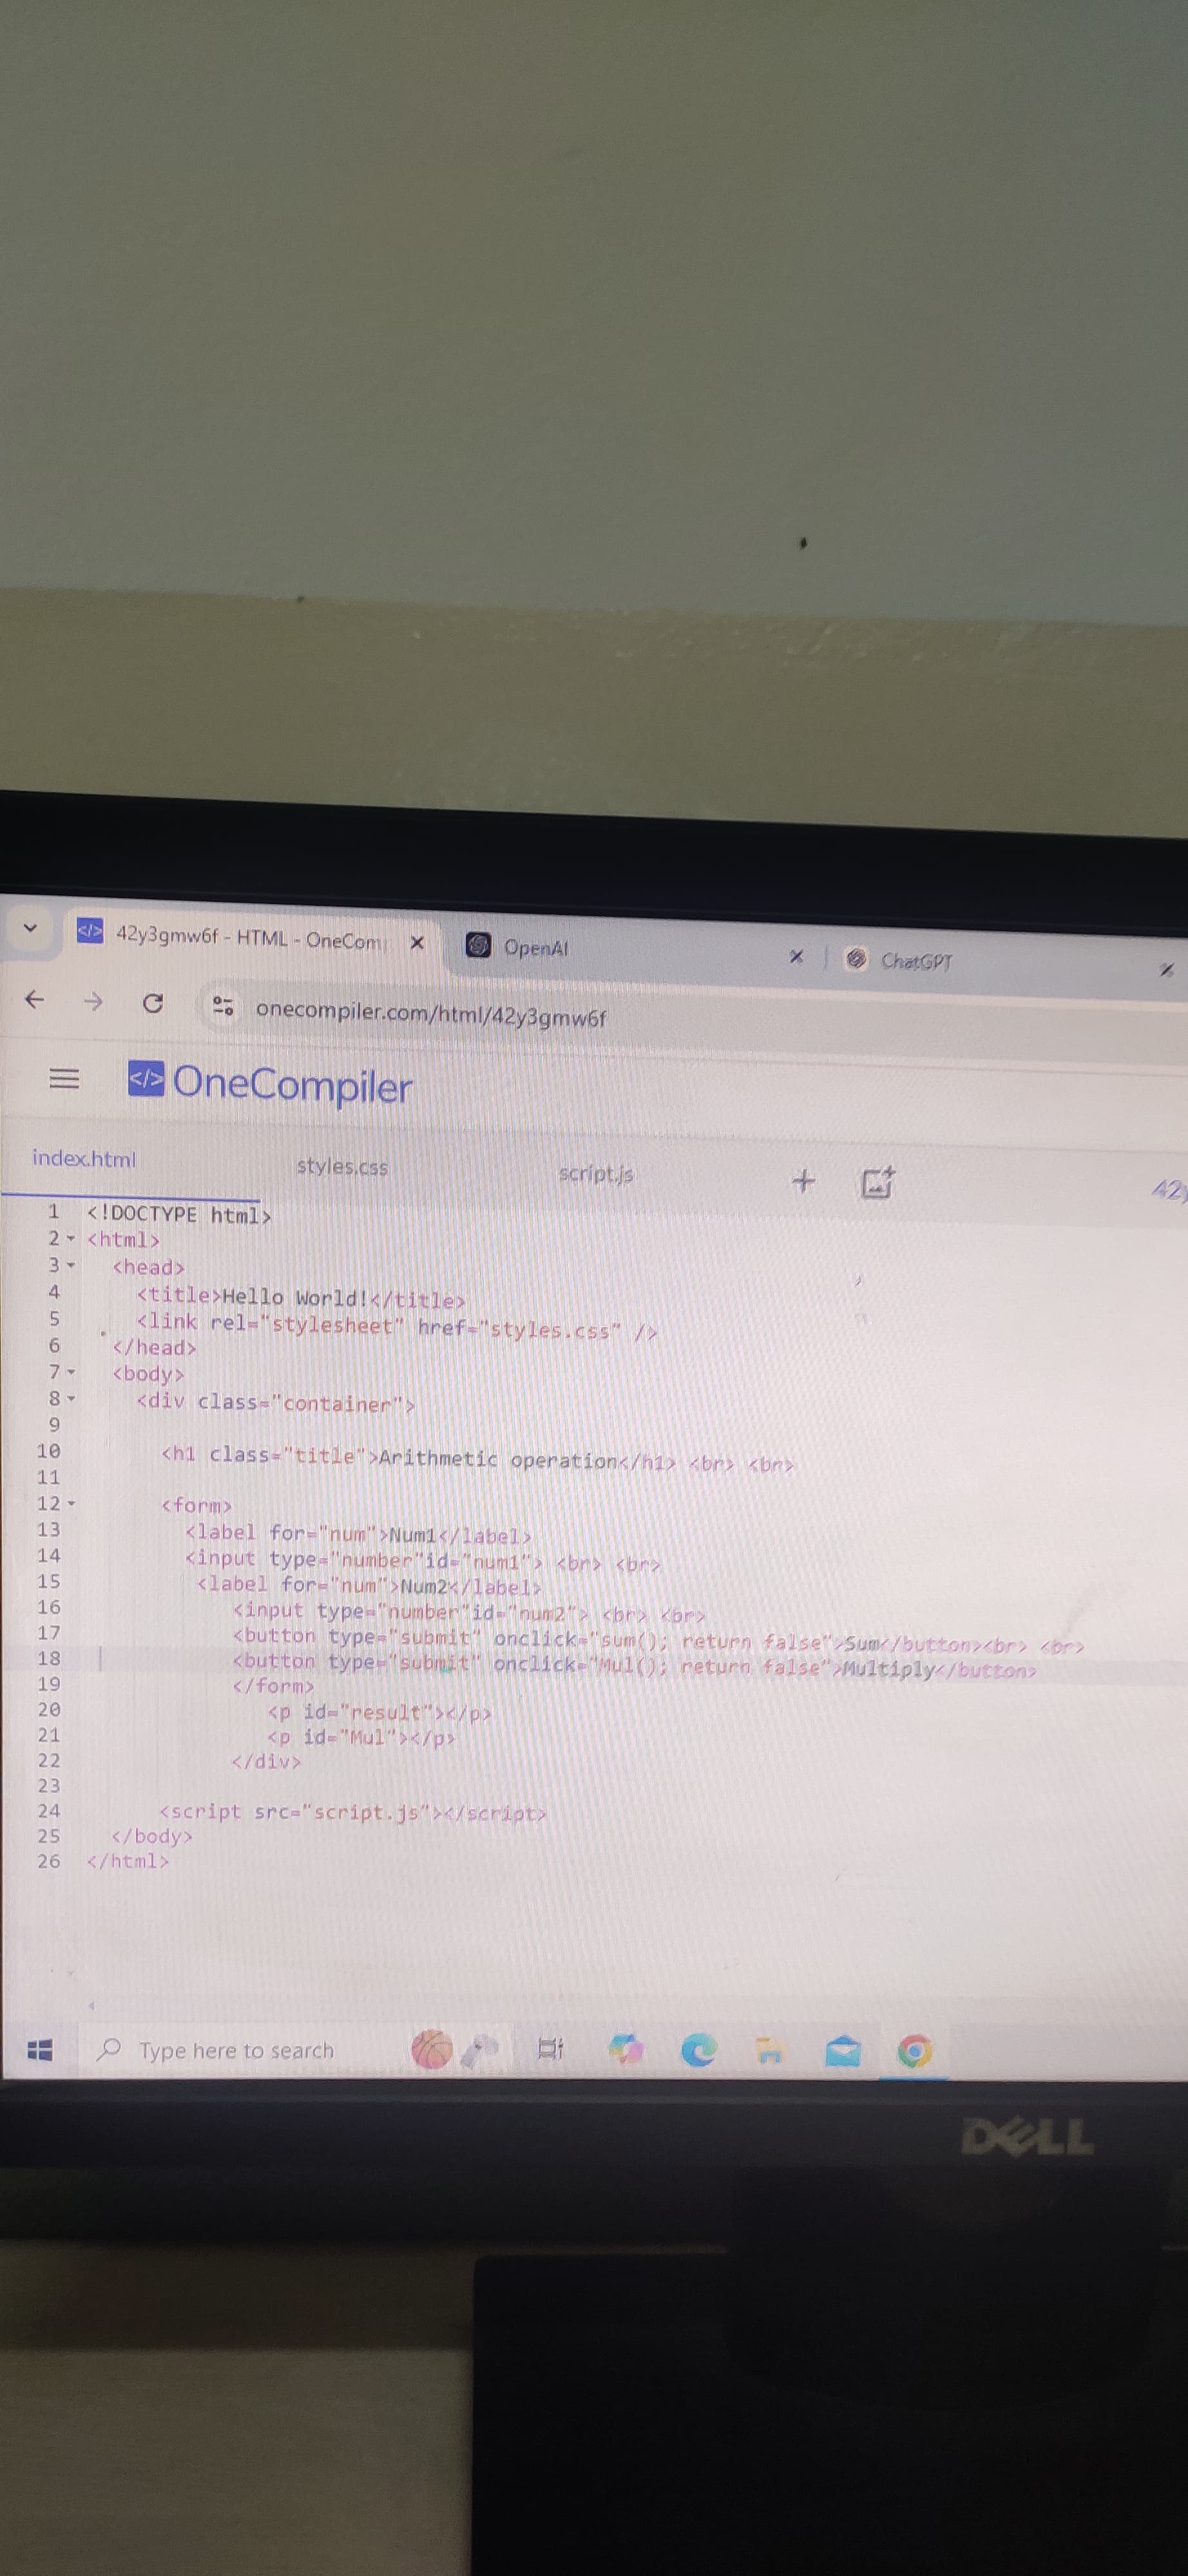 42y3gmw6f - HTML - OneCom
OpenAI
ChatGPT
onecompiler.com/html/42y3gmw6f
</> OneCompiler
index.html styles.css script.js + 42y
1 <!DOCTYPE html>
2 <html>
3 <head>
4 <title>Hello World!</title>
5 <link rel="stylesheet" href="styles.css" />
6 </head>
7 <body>
8 <div class="container">
9
10 <h1 class="title">Arithmetic operation</h1> <br> <br>
11
12 <form>
13 <label for="num">Num1</label>
14 <input type="number"id="num1"> <br> <br>
15 <label for="num">Num2</label>
16 <input type="number"id="num2"> <br> <br>
17 <button type="submit" onclick="sum(); return false">Sum</button><br> <br>
18 <button type="submit" onclick="Mul(); return false">Multiply</button>
19 </form>
20 <p id="result"></p>
21 <p id="Mul"></p>
22 </div>
23
24 <script src="script.js"></script>
25 </body>
26 </html>
Type here to search
DELL